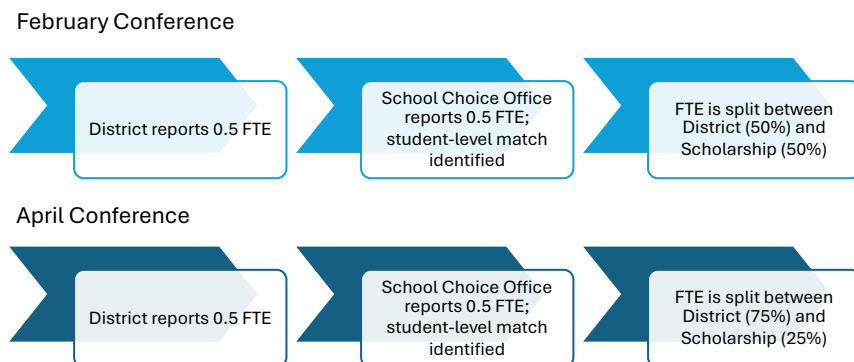 February Conference
District reports 0.5 FTE
School Choice Office
reports 0.5 FTE;
student-level match
identified
FTE is split between
District (50%) and
Scholarship (50%)
April Conference
District reports 0.5 FTE
School Choice Office
reports 0.5 FTE;
student-level match
identified
FTE is split between
District (75%) and
Scholarship (25%)